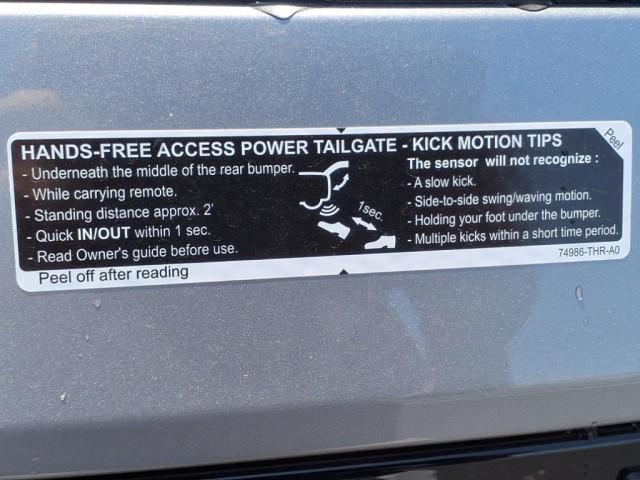 HANDS-FREE ACCESS POWER TAILGATE - KICK MOTION TIPS
Peel
- Underneath the middle of the rear bumper.
- While carrying remote.
- Standing distance approx. 2'
- Quick IN/OUT within 1 sec.
- Read Owner's guide before use.
1sec.
The sensor will not recognize :
- A slow kick.
- Side-to-side swing/waving motion.
- Holding your foot under the bumper.
- Multiple kicks within a short time period.
74986-THR-A0
Peel off after reading